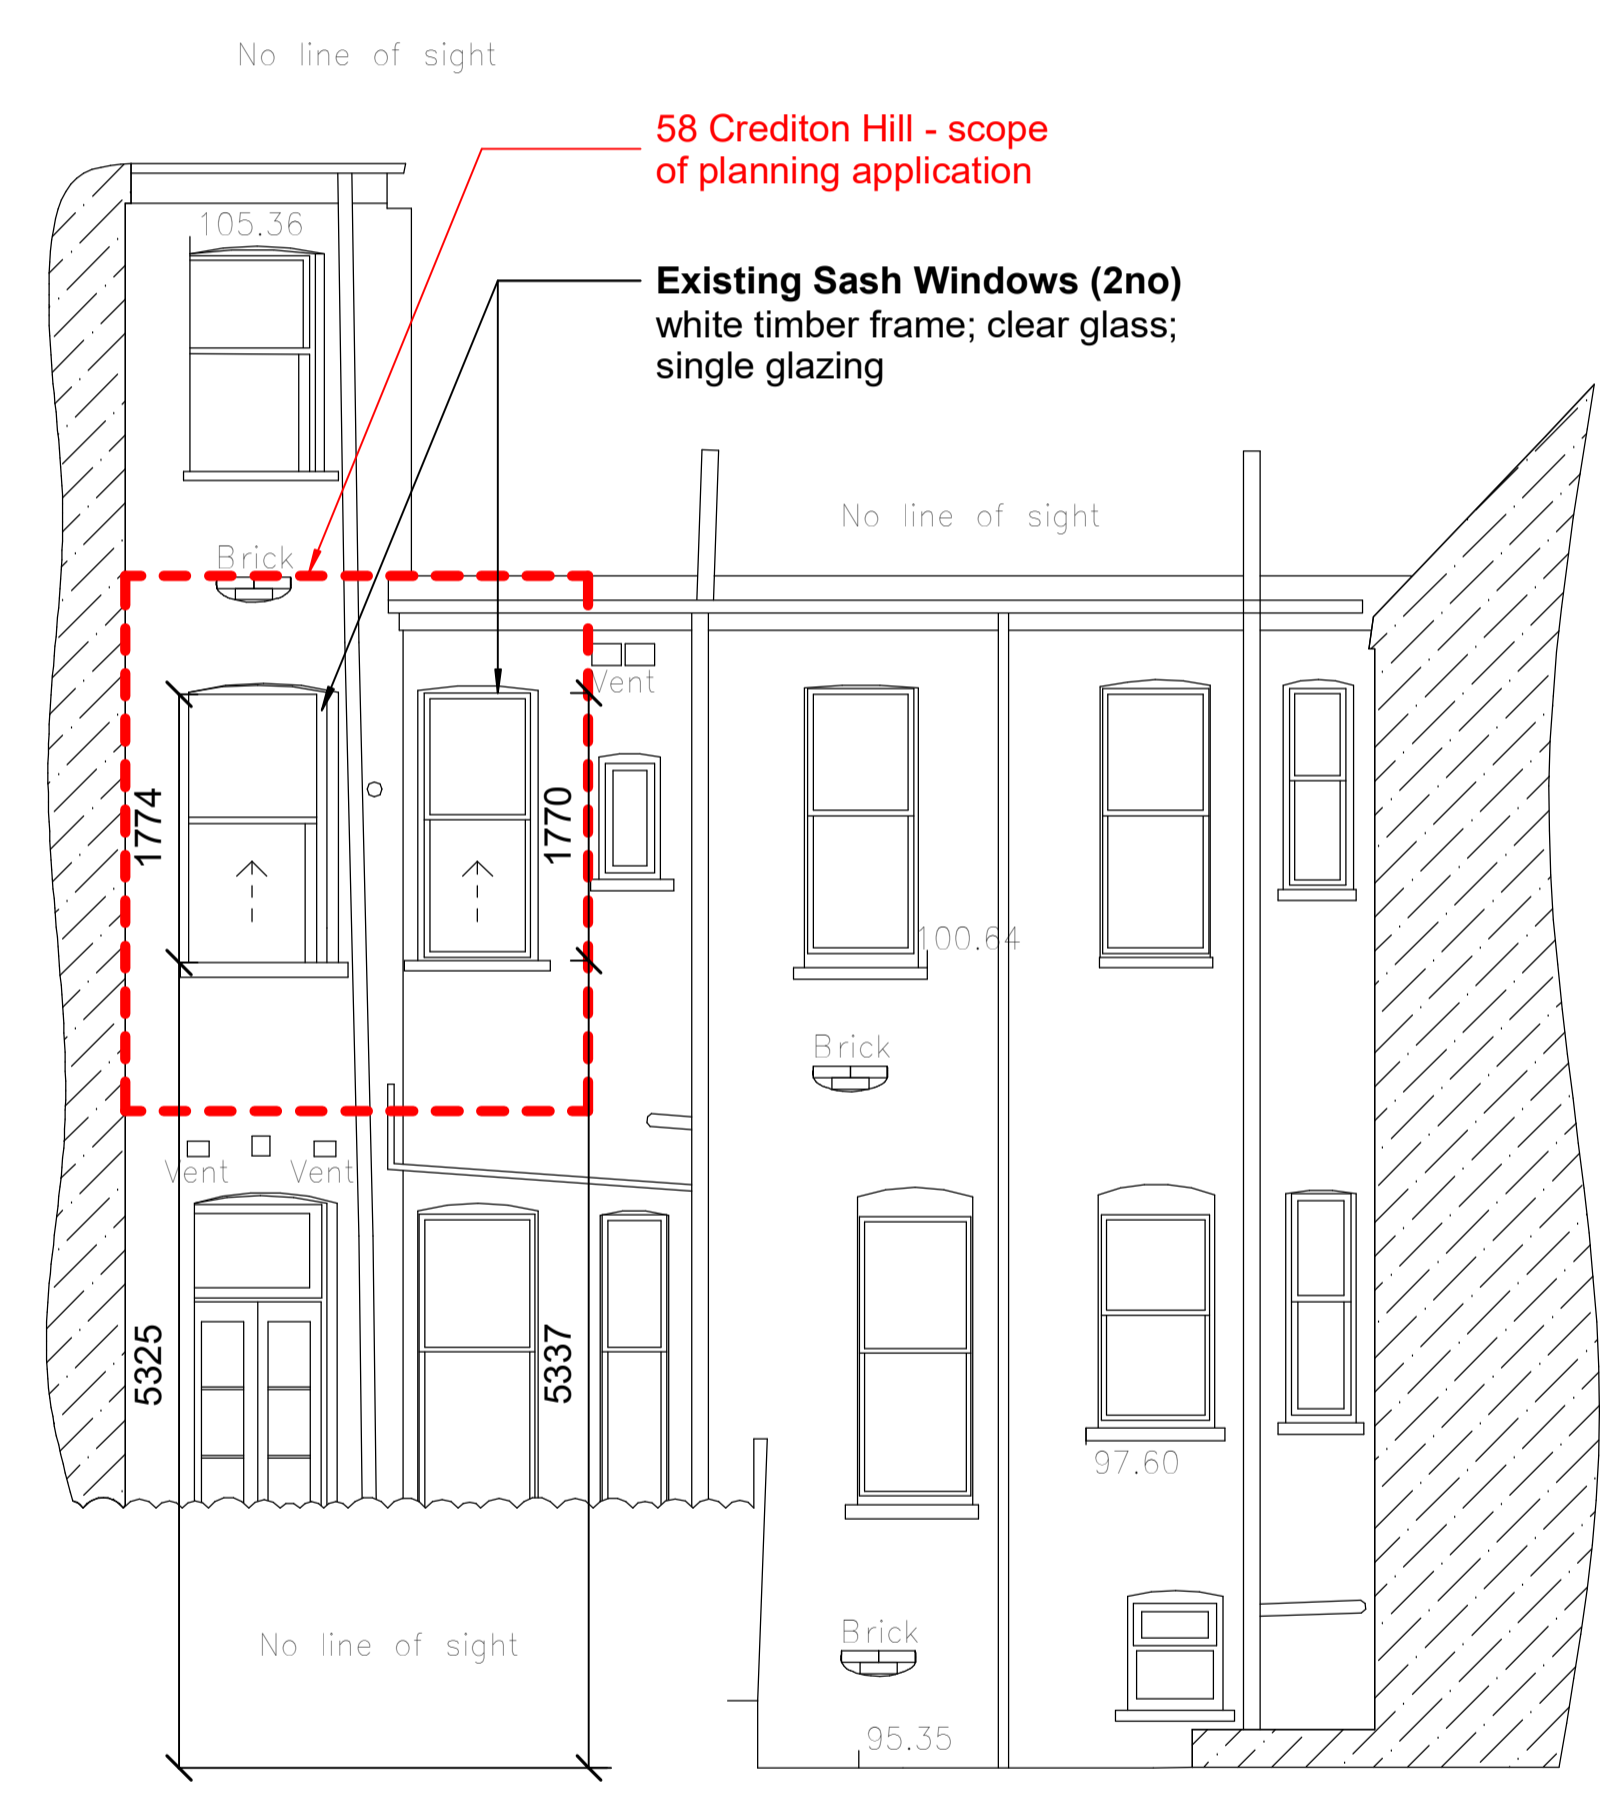 No line of sight
58 Crediton Hill - scope
of planning application
105.36
Existing Sash Windows (2no)
white timber frame; clear glass;
single glazing
No line of sight
Brick
Vent
1774
1770
100.64
Brick
Vent
Vent
5325
5337
97.60
No line of sight
Brick
95.35